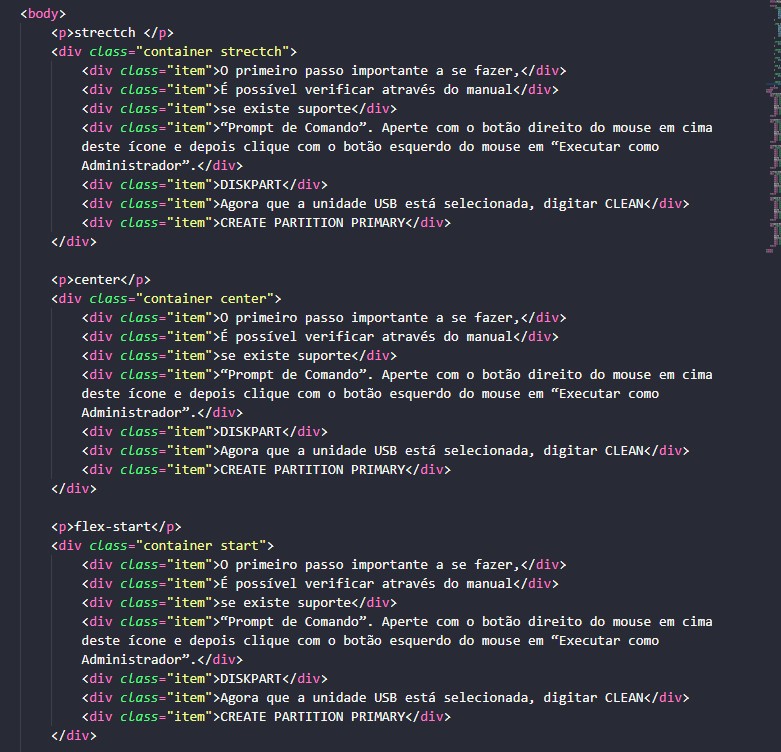 <body>
<p>strectch </p>
<div class="container strectch">
<div class="item">O primeiro passo importante a se fazer,</div>
<div class="item">É possível verificar através do manual</div>
<div class="item">se existe suporte</div>
<div class="item">“Prompt de Comando”. Aperte com o botão direito do mouse em cima
deste ícone e depois clique com o botão esquerdo do mouse em “Executar como
Administrador”.</div>
<div class="item">DISKPART</div>
<div class="item">Agora que a unidade USB está selecionada, digitar CLEAN</div>
<div class="item">CREATE PARTITION PRIMARY</div>
</div>
<p>center</p>
<div class="container center">
<div class="item">O primeiro passo importante a se fazer,</div>
<div class="item">É possível verificar através do manual</div>
<div class="item">se existe suporte</div>
<div class="item">“Prompt de Comando”. Aperte com o botão direito do mouse em cima
deste ícone e depois clique com o botão esquerdo do mouse em “Executar como
Administrador”.</div>
<div class="item">DISKPART</div>
<div class="item">Agora que a unidade USB está selecionada, digitar CLEAN</div>
<div class="item">CREATE PARTITION PRIMARY</div>
</div>
<p>flex-start</p>
<div class="container start">
<div class="item">O primeiro passo importante a se fazer,</div>
<div class="item">É possível verificar através do manual</div>
<div class="item">se existe suporte</div>
<div class="item">“Prompt de Comando”. Aperte com o botão direito do mouse em cima
deste ícone e depois clique com o botão esquerdo do mouse em “Executar como
Administrador”.</div>
<div class="item">DISKPART</div>
<div class="item">Agora que a unidade USB está selecionada, digitar CLEAN</div>
<div class="item">CREATE PARTITION PRIMARY</div>
</div>